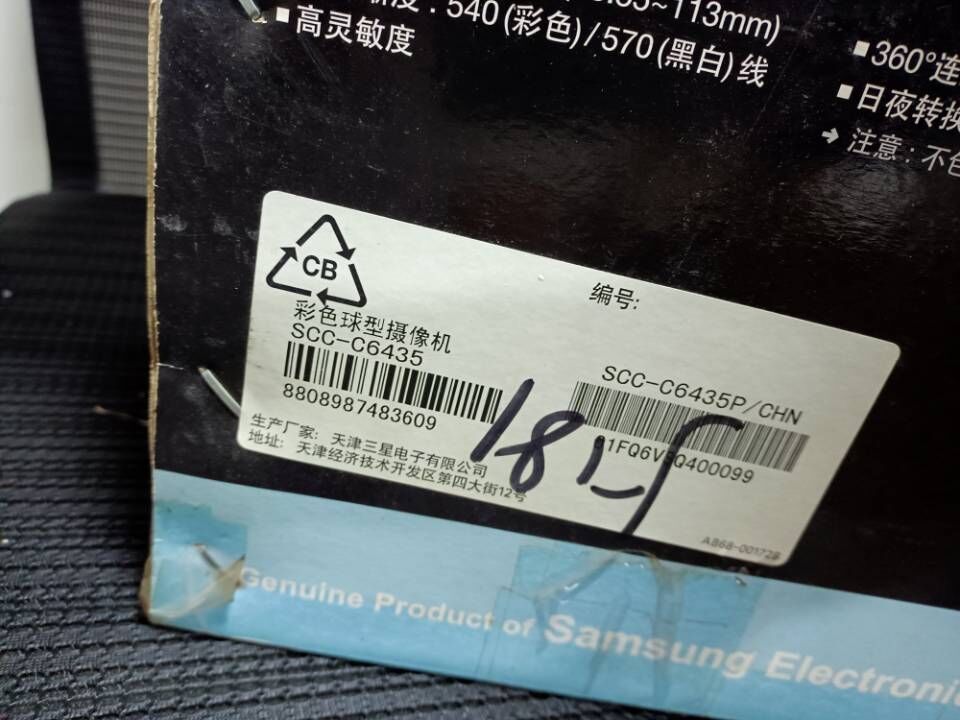 113mm)
540(彩色)/570(黑白)线
高灵敏度
360°连
日夜转换
注意：不
CB
彩色球型摄像机
SCC-C6435
8808987483609
编号:
SCC-C6435P/CHN
生产厂家: 天津三星电子有限公司
地址: 天津经济技术开发区第四大街12号
A868-00172B
Genuine Product of Samsung Electroni